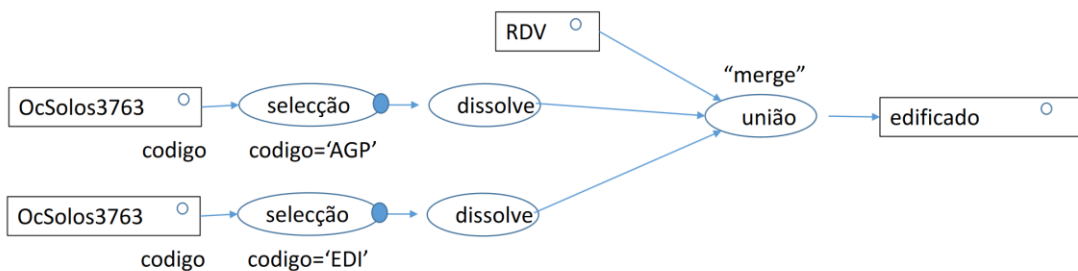 RDV
“merge”
OcSolos3763
selecção
dissolve
união
edificado
codigo
codigo=‘AGP’
OcSolos3763
selecção
dissolve
codigo
codigo=‘EDI’